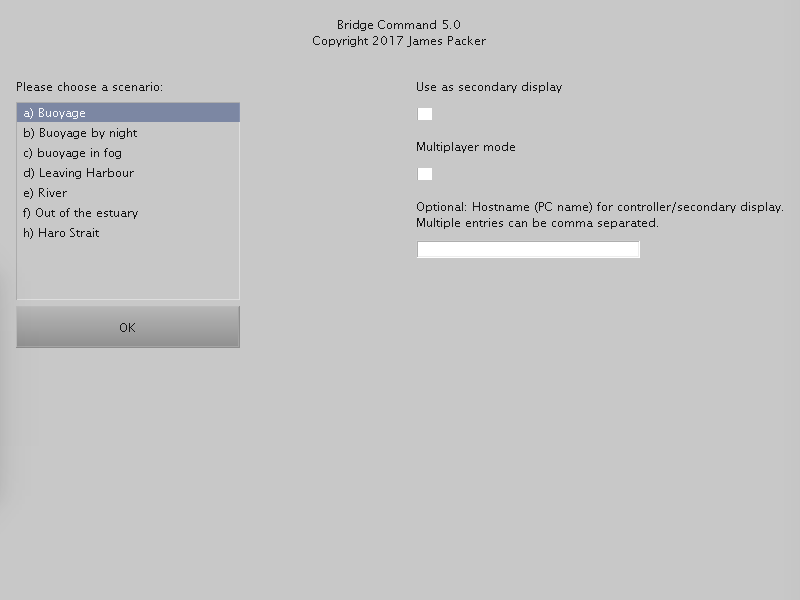 Bridge Command 5.0
Copyright 2017 James Packer
Please choose a scenario:
a) Buoyage
b) Buoyage by night
c) buoyage in fog
d) Leaving Harbour
e) River
f) Out of the estuary
h) Haro Strait
OK
Use as secondary display
Multiplayer mode
Optional: Hostname (PC name) for controller/secondary display.
Multiple entries can be comma separated.